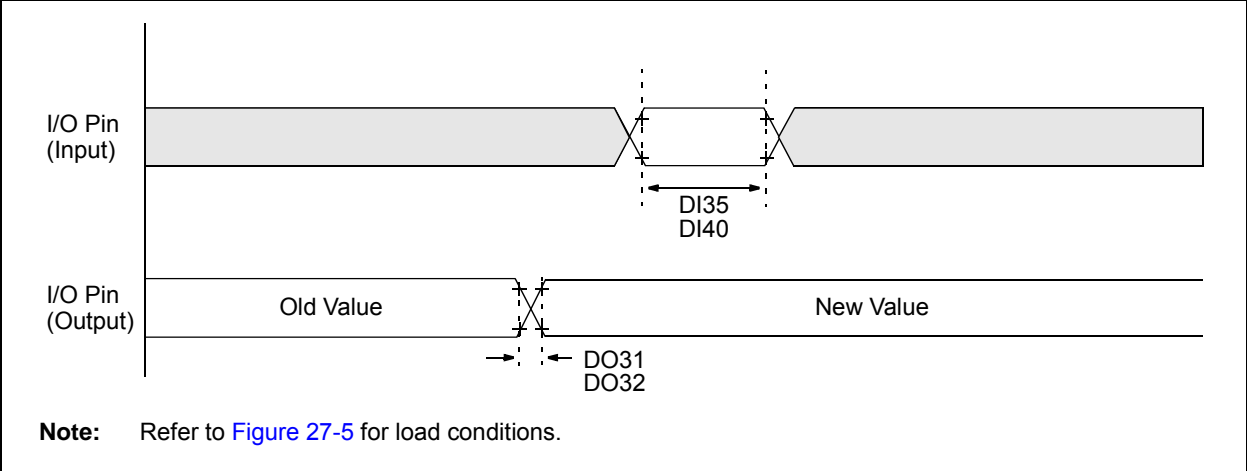 I/O Pin
(Input)
DI35
DI40
I/O Pin
(Output)
Old Value
New Value
DO31
DO32
Note: Refer to Figure 27-5 for load conditions.